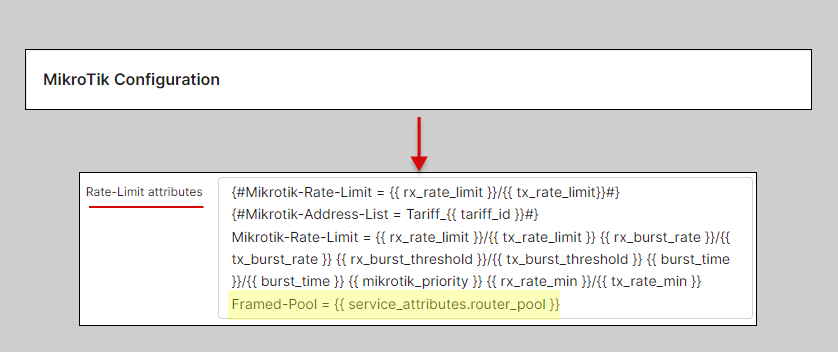 MikroTik Configuration
Rate-Limit attributes
{#Mikrotik-Rate-Limit = {{ rx_rate_limit }}/{{ tx_rate_limit}}#}
{#Mikrotik-Address-List = Tariff_{{ tariff_id }}#}
Mikrotik-Rate-Limit = {{ rx_rate_limit }}/{{ tx_rate_limit }} {{ rx_burst_rate }}/{{
tx_burst_rate }} {{ rx_burst_threshold }}/{{ tx_burst_threshold }} {{ burst_time
}}/{{ burst_time }} {{ mikrotik_priority }} {{ rx_rate_min }}/{{ tx_rate_min }}
Framed-Pool = {{ service_attributes.router_pool }}